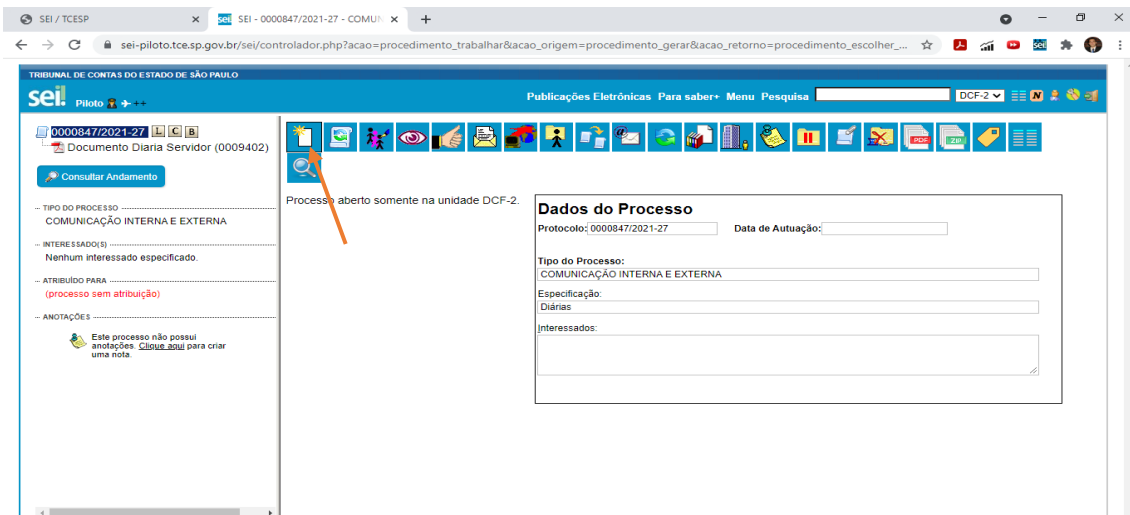 SEI / TCESP
sei. SEI - 0000847/2021-27 - COMUN
sei-piloto.tce.sp.gov.br/sei/controlador.php?acao=procedimento_trabalhar&acao_origem=procedimento_gerar&acao_retorno=procedimento_escolher_...
TRIBUNAL DE CONTAS DO ESTADO DE SÃO PAULO
sei! Piloto ++
Publicações Eletrônicas Para saber+ Menu Pesquisa DCF-2
0000847/2021-27 L C B
Documento Diaria Servidor (0009402)
Consultar Andamento
TIPO DO PROCESSO
COMUNICAÇÃO INTERNA E EXTERNA
INTERESSADO(S)
Nenhum interessado especificado.
ATRIBUÍDO PARA
(processo sem atribuição)
ANOTAÇÕES
Este processo não possui
anotações. Clique aqui para criar
uma nota.
PDF ZIP
Processo aberto somente na unidade DCF-2.
Dados do Processo
Protocolo: 0000847/2021-27 Data de Autuação:
Tipo do Processo:
COMUNICAÇÃO INTERNA E EXTERNA
Especificação:
Diárias
Interessados: